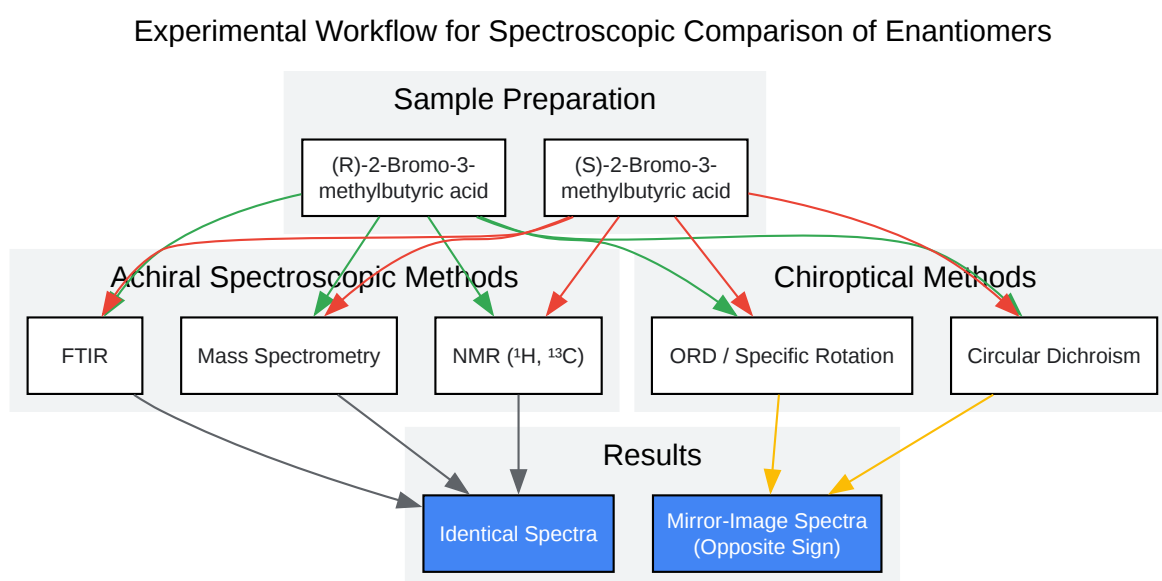 Experimental Workflow for Spectroscopic Comparison of Enantiomers
Sample Preparation
(R)-2-Bromo-3-
methylbutyric acid
(S)-2-Bromo-3-
methylbutyric acid
Achiral Spectroscopic Methods
Chiroptical Methods
FTIR
Mass Spectrometry
NMR (¹H, ¹³C)
ORD / Specific Rotation
Circular Dichroism
Results
Identical Spectra
Mirror-Image Spectra
(Opposite Sign)